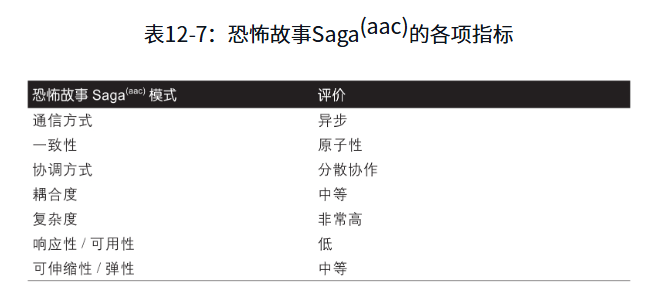 表12-7：恐怖故事Saga(aac)的各项指标
恐怖故事 Saga(aac) 模式 评价
通信方式 异步
一致性 原子性
协调方式 分散协作
耦合度 中等
复杂度 非常高
响应性 / 可用性 低
可伸缩性 / 弹性 中等